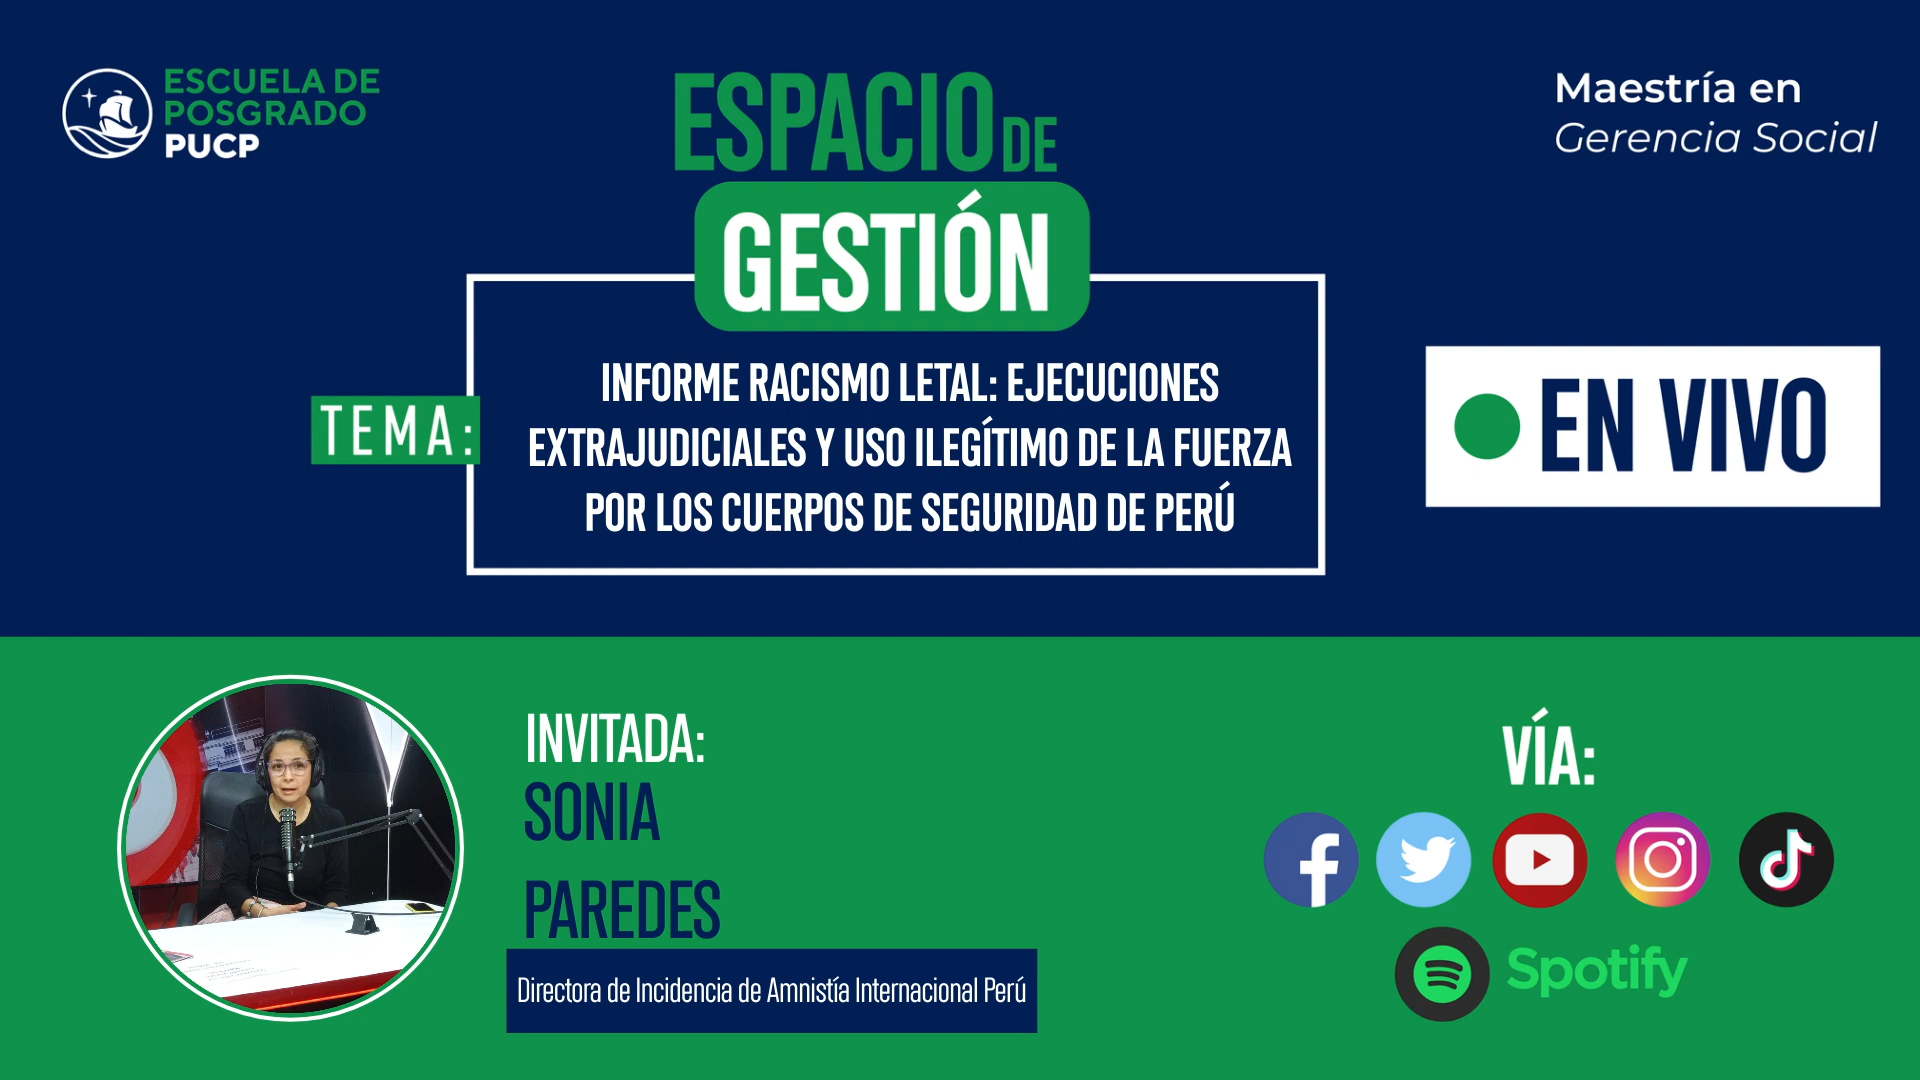 ESCUELA DE
POSGRADO
PUCP
ESPACIO DE
GESTIÓN
Maestría en
Gerencia Social
TEMA:
INFORME RACISMO LETAL: EJECUCIONES
EXTRAJUDICIALES Y USO ILEGÍTIMO DE LA FUERZA
POR LOS CUERPOS DE SEGURIDAD DE PERÚ
EN VIVO
INVITADA:
SONIA
PAREDES
Directora de Incidencia de Amnistía Internacional Perú
VÍA:
Spotify